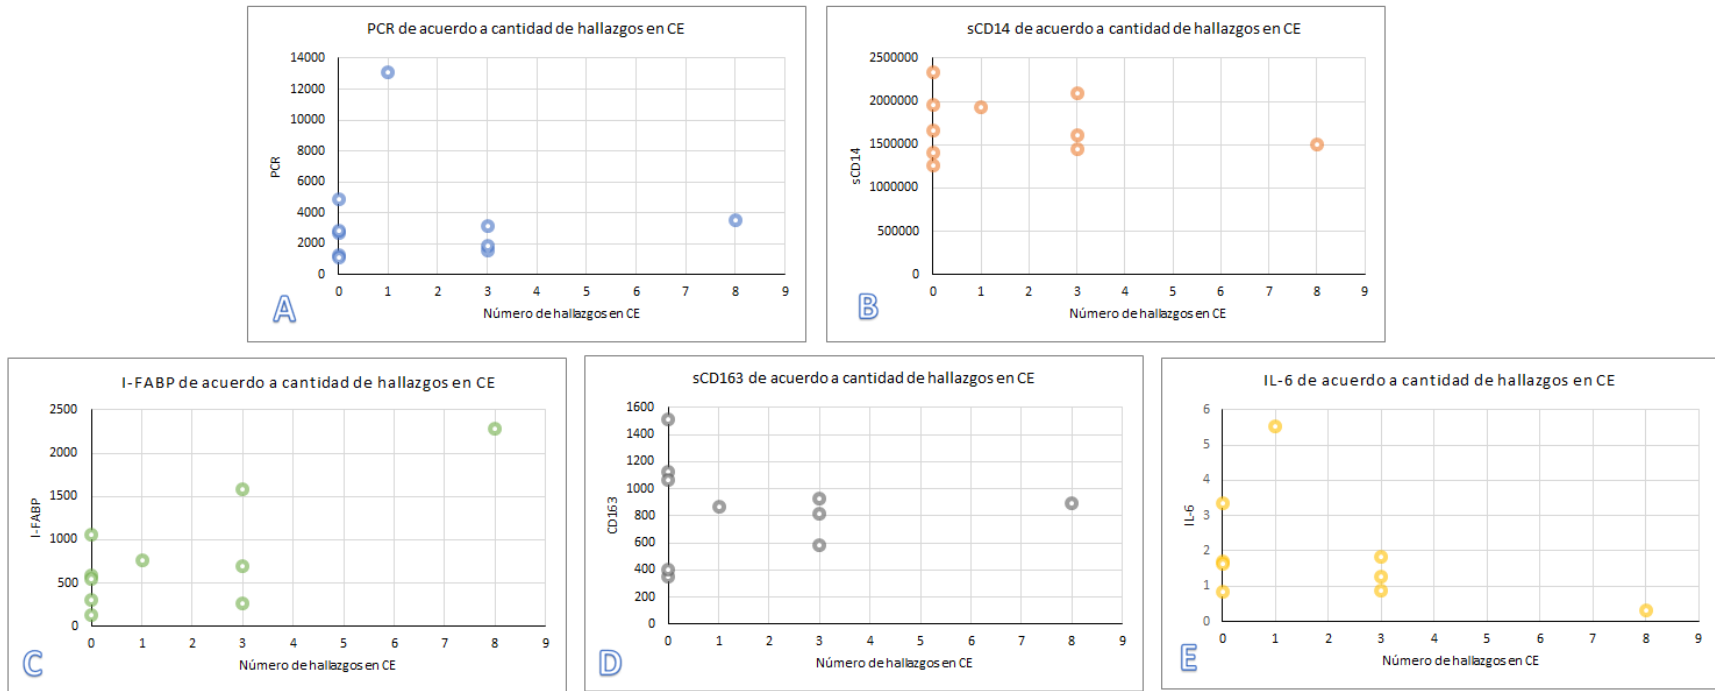 PCR de acuerdo a cantidad de hallazgos en CE
14000
12000
10000
8000
6000
4000
2000
0
PCR
0 1 2 3 4 5 6 7 8 9
Número de hallazgos en CE
A
sCD14 de acuerdo a cantidad de hallazgos en CE
2500000
2000000
1500000
1000000
500000
0
sCD14
0 1 2 3 4 5 6 7 8 9
Número de hallazgos en CE
B
I-FABP de acuerdo a cantidad de hallazgos en CE
2500
2000
1500
1000
500
0
I-FABP
0 1 2 3 4 5 6 7 8 9
Número de hallazgos en CE
C
sCD163 de acuerdo a cantidad de hallazgos en CE
1600
1400
1200
1000
800
600
400
200
0
CD163
0 1 2 3 4 5 6 7 8 9
Número de hallazgos en CE
D
IL-6 de acuerdo a cantidad de hallazgos en CE
6
5
4
3
2
1
0
IL-6
0 1 2 3 4 5 6 7 8 9
Número de hallazgos en CE
E